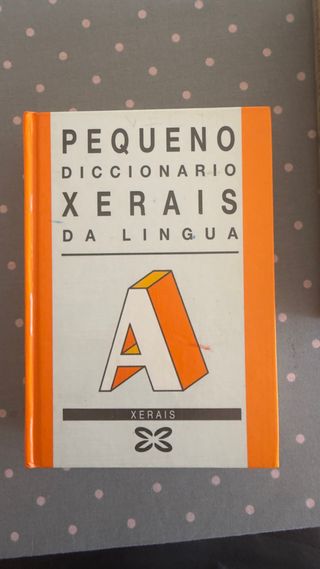 PEQUENO
DICCIONARIO
XERAIS
DA LINGUA
A
XERAIS